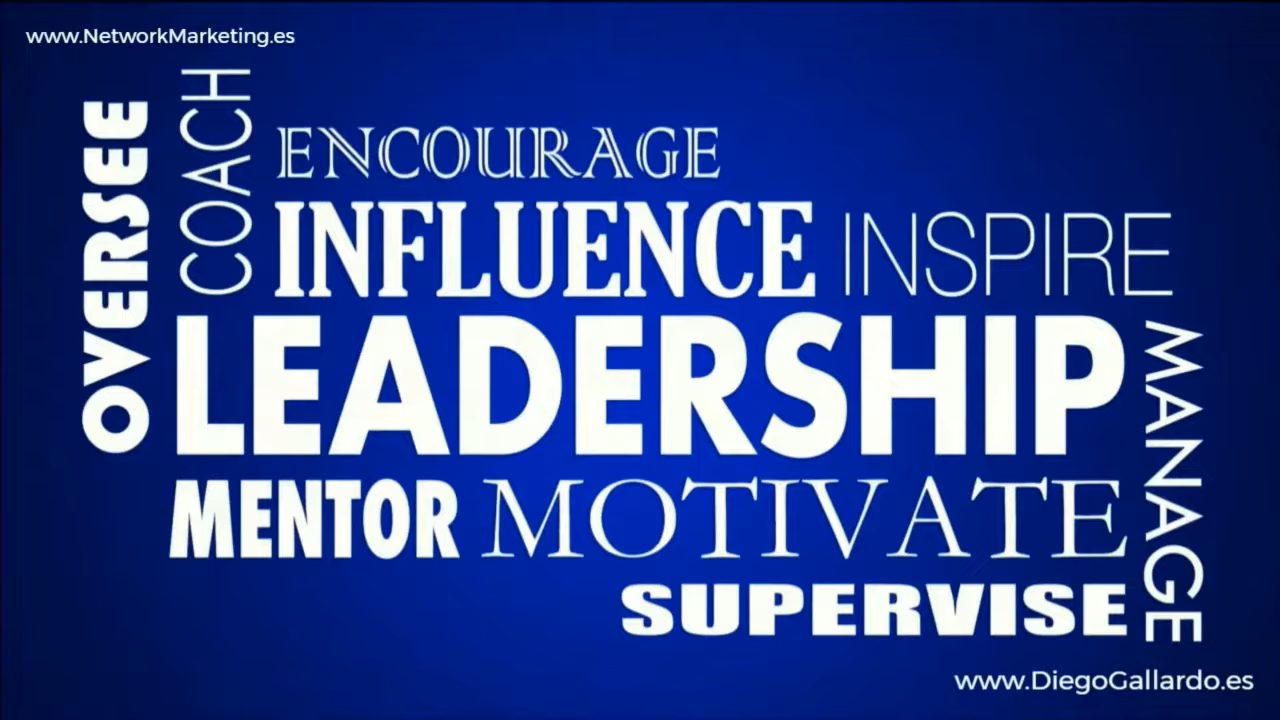 www.NetworkMarketing.es
OVERSEE
COACH
ENCOURAGE
INFLUENCE INSPIRE
LEADERSHIP
MANAGE
MENTOR MOTIVATE
SUPERVISE
www.DiegoGallardo.es